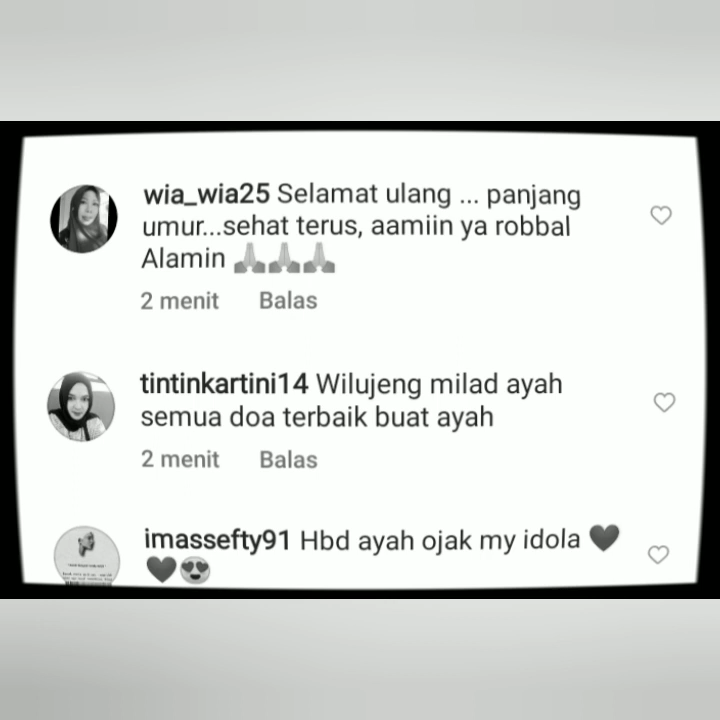 wia_wia25 Selamat ulang ... panjang
umur...sehat terus, aamiin ya robbal
Alamin 🙏🙏🙏
2 menit Balas
tintinkartini14 Wilujeng milad ayah
semua doa terbaik buat ayah
2 menit Balas
imassefty91 Hbd ayah ojak my idola 🖤
🖤😍